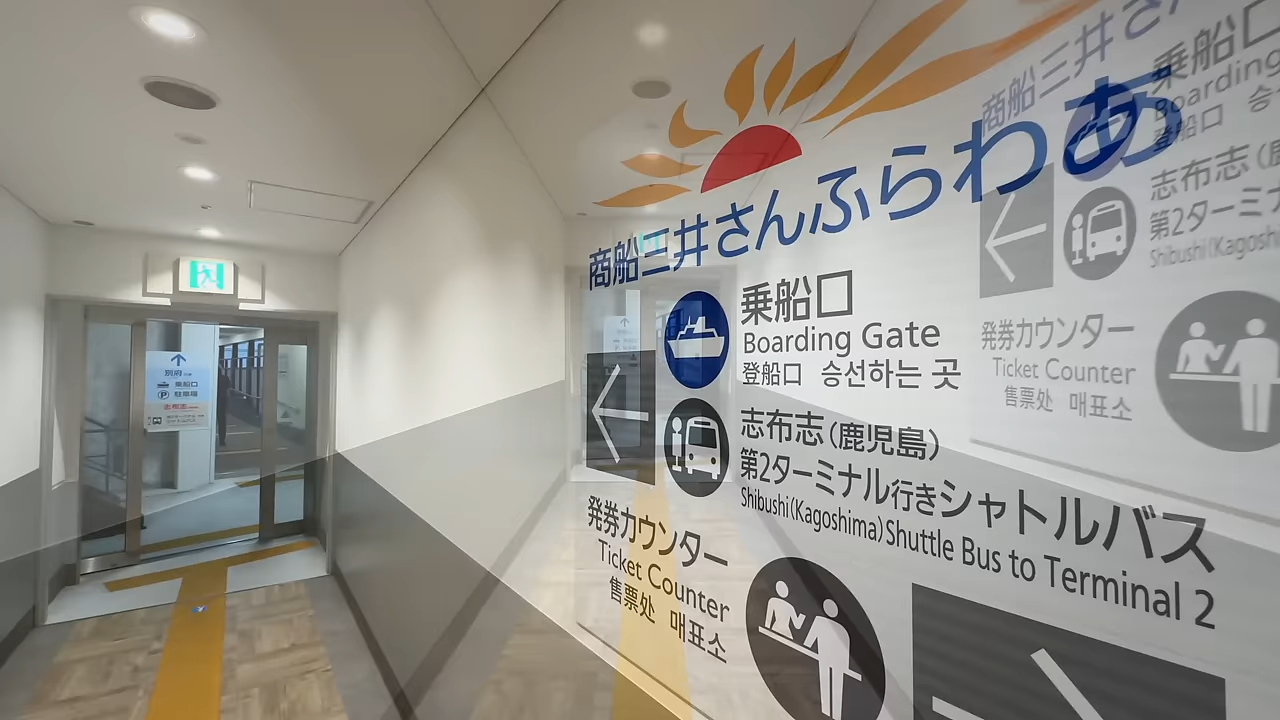 商船三井さんふらわあ
乗船口
Boarding Gate
登船口 승선하는 곳
志布志(鹿児島)
第2ターミナル行きシャトルバス
Shibushi(Kagoshima)Shuttle Bus to Terminal 2
発券カウンター
Ticket Counter
售票处 매표소
商船三井さ
乗船口
Boarding
登船口 승
志布志(鹿
第2ターミナ
Shibushi(Kagosh
発券カウンター
Ticket Counter
售票处 매표소
別府
乗船口
P 駐車場
志布志